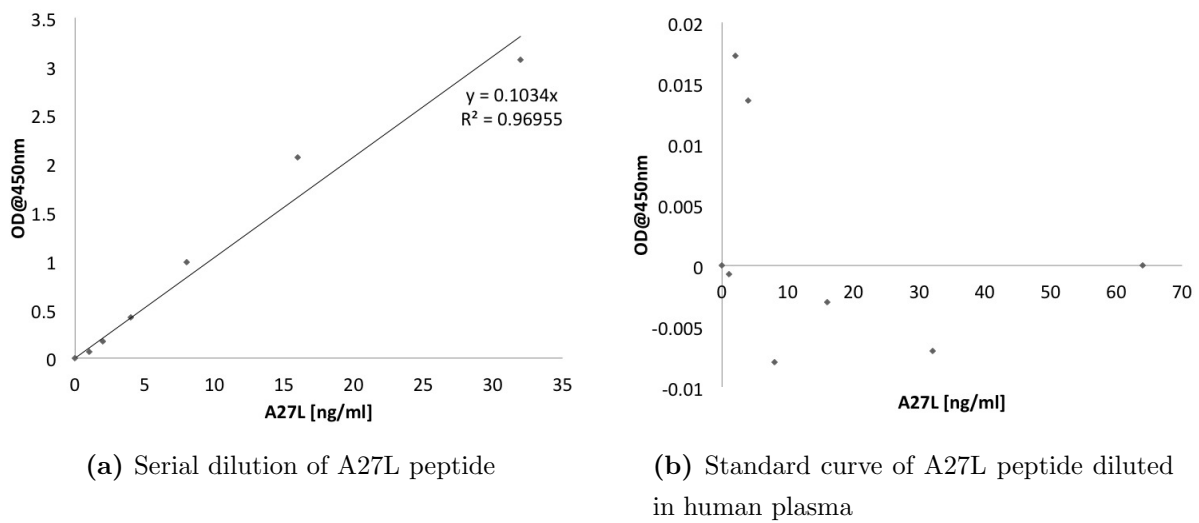 3.5
3
2.5
2
1.5
1
0.5
0
OD@450nm
y = 0.1034x
R² = 0.96955
0 5 10 15 20 25 30 35
A27L [ng/ml]
(a) Serial dilution of A27L peptide
0.02
0.015
0.01
0.005
0
-0.005
-0.01
OD@450nm
0 10 20 30 40 50 60 70
A27L [ng/ml]
(b) Standard curve of A27L peptide diluted
in human plasma